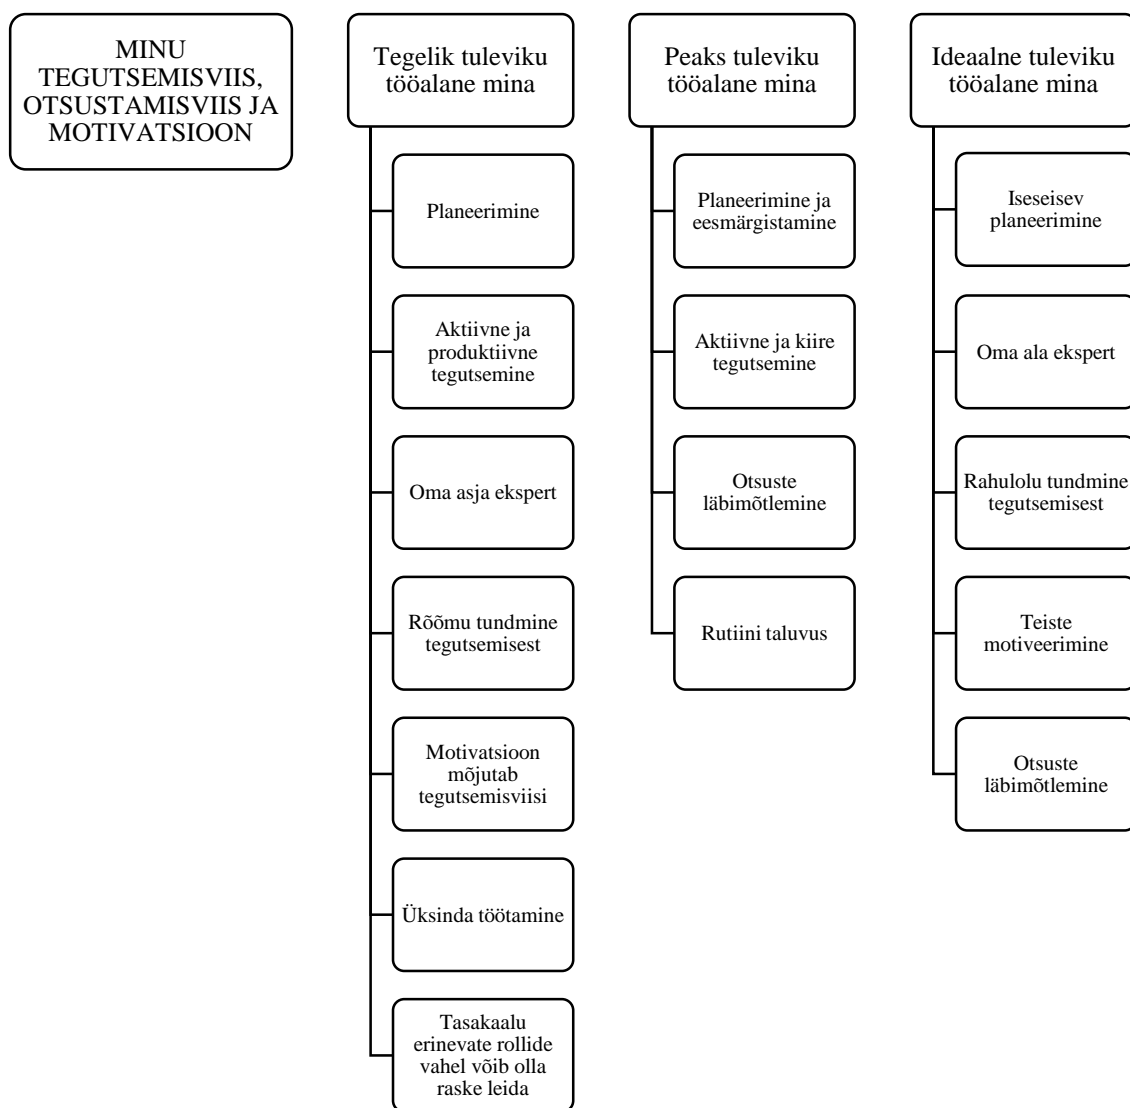 MINU
TEGUTSEMISVIIS,
OTSUSTAMISVIIS JA
MOTIVATSIOON
Tegelik tuleviku
tööalane mina
Planeerimine
Aktiivne ja
produktiivne
tegutsemine
Oma asja ekspert
Rõõmu tundmine
tegutsemisest
Motivatsioon
mõjutab
tegutsemisviisi
Üksinda töötamine
Tasakaalu
erinevate rollide
vahel võib olla
raske leida
Peaks tuleviku
tööalane mina
Planeerimine ja
eesmärgistamine
Aktiivne ja kiire
tegutsemine
Otsuste
läbimõtlemine
Rutiini taluvus
Ideaalne tuleviku
tööalane mina
Iseseisev
planeerimine
Oma ala ekspert
Rahulolu tundmine
tegutsemisest
Teiste
motiveerimine
Otsuste
läbimõtlemine